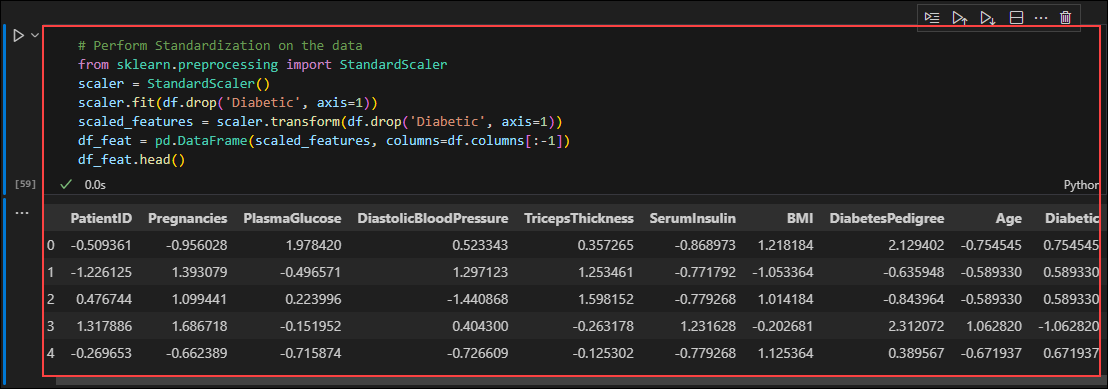 # Perform Standardization on the data
from sklearn.preprocessing import StandardScaler
scaler = StandardScaler()
scaler.fit(df.drop('Diabetic', axis=1))
scaled_features = scaler.transform(df.drop('Diabetic', axis=1))
df_feat = pd.DataFrame(scaled_features, columns=df.columns[:-1])
df_feat.head()
[59] 0.0s Python
PatientID Pregnancies PlasmaGlucose DiastolicBloodPressure TricepsThickness SerumInsulin BMI DiabetesPedigree Age Diabetic
0 -0.509361 -0.956028 1.978420 0.523343 0.357265 -0.868973 1.218184 2.129402 -0.754545 0.754545
1 -1.226125 1.393079 -0.496571 1.297123 1.253461 -0.771792 -1.053364 -0.635948 -0.589330 0.589330
2 0.476744 1.099441 0.223996 -1.440868 1.598152 -0.779268 1.014184 -0.843964 -0.589330 0.589330
3 1.317886 1.686718 -0.151952 0.404300 -0.263178 1.231628 -0.202681 2.312072 1.062820 -1.062820
4 -0.269653 -0.662389 -0.715874 -0.726609 -0.125302 -0.779268 1.125364 0.389567 -0.671937 0.671937